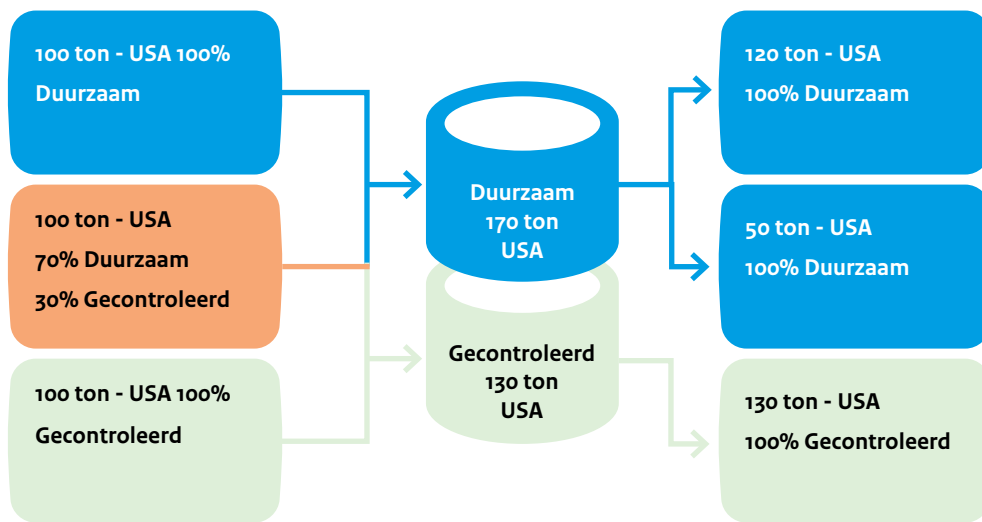 100 ton - USA 100%
Duurzaam
100 ton - USA
70% Duurzaam
30% Gecontroleerd
100 ton - USA 100%
Gecontroleerd
Duurzaam
170 ton
USA
Gecontroleerd
130 ton
USA
120 ton - USA
100% Duurzaam
50 ton - USA
100% Duurzaam
130 ton - USA
100% Gecontroleerd